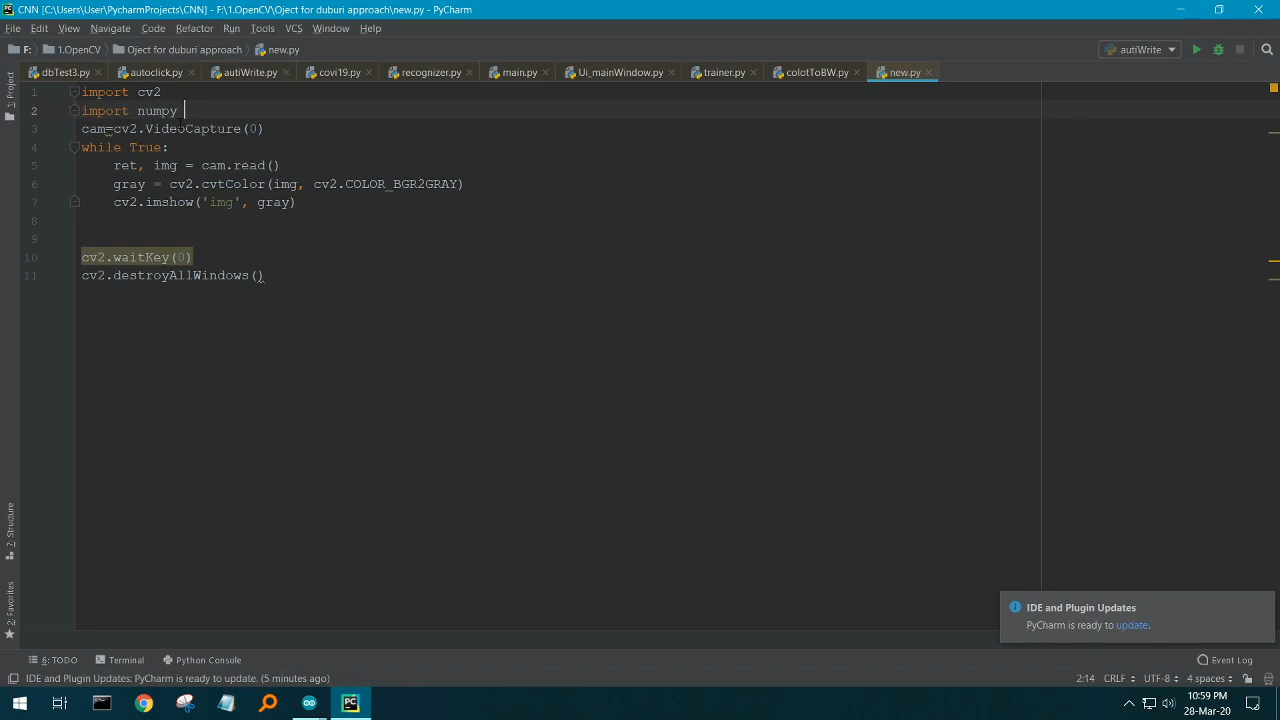 CNN [C:\Users\User\PycharmProjects\CNN] - F:\1.OpenCV\Oject for duburi approach\new.py - PyCharm
File Edit View Navigate Code Refactor Run Tools VCS Window Help
F: 1.OpenCV Oject for duburi approach new.py autiWrite
dbTest3.py autoclick.py autiWrite.py covi19.py recognizer.py main.py Ui_mainWindow.py trainer.py colotToBW.py new.py
1 import cv2
2 import numpy
3 cam=cv2.VideoCapture(0)
4 while True:
5 ret, img = cam.read()
6 gray = cv2.cvtColor(img, cv2.COLOR_BGR2GRAY)
7 cv2.imshow('img', gray)
8
9
10 cv2.waitKey(0)
11 cv2.destroyAllWindows()
1: Project
7: Structure
2: Favorites
IDE and Plugin Updates
PyCharm is ready to update.
6: TODO Terminal Python Console Event Log
IDE and Plugin Updates: PyCharm is ready to update. (5 minutes ago) 2:14 CRLF UTF-8 4 spaces
PC
10:59 PM
28-Mar-20